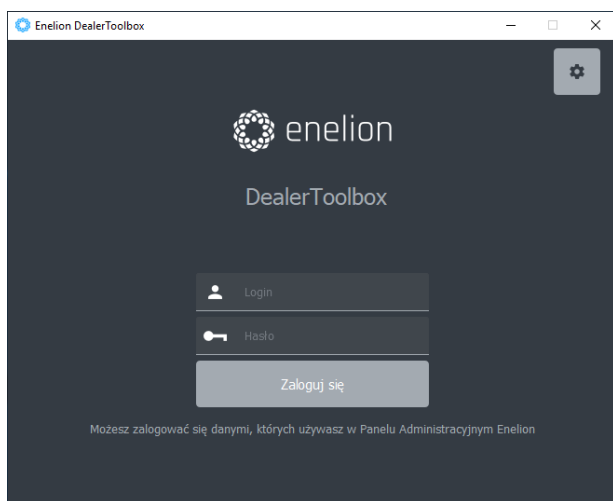 Enelion DealerToolbox
enelion
DealerToolbox
Login
Hasło
Zaloguj się
Możesz zalogować się danymi, których używasz w Panelu Administracyjnym Enelion